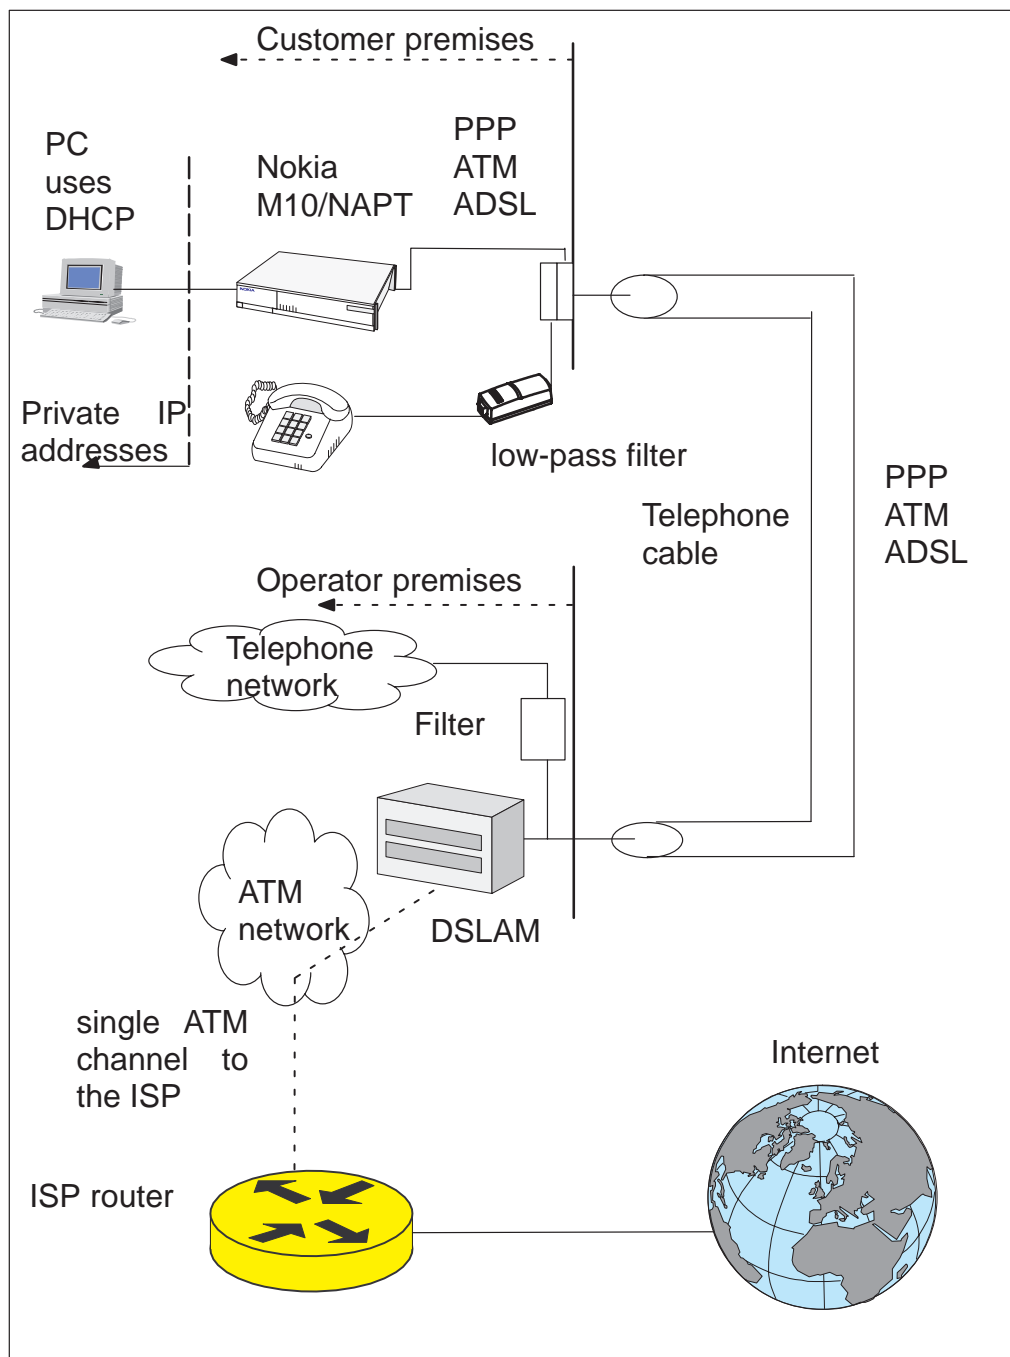 Customer premises
PC
uses
DHCP
Nokia
M10/NAPT
PPP
ATM
ADSL
NOKIA
Private IP
addresses
low-pass filter
Telephone
cable
PPP
ATM
ADSL
Operator premises
Telephone
network
Filter
ATM
network
DSLAM
single ATM
channel to
the ISP
Internet
ISP router